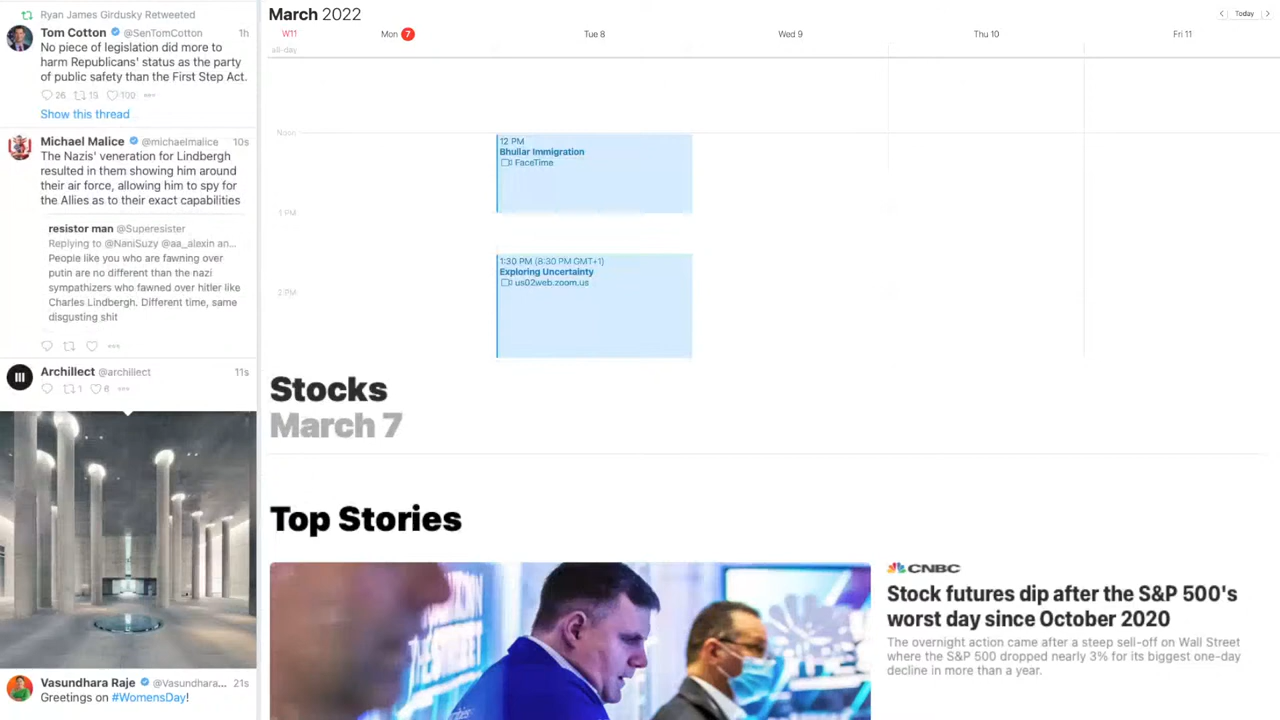 Ryan James Girdusky Retweeted
Tom Cotton @SenTomCotton 1h
No piece of legislation did more to
harm Republicans' status as the party
of public safety than the First Step Act.
26 19 100
Show this thread
Michael Malice @michaelmalice 10s
The Nazis' veneration for Lindbergh
resulted in them showing him around
their air force, allowing him to spy for
the Allies as to their exact capabilities
resistor man @Superesister
Replying to @NaniSuzy @aa_alexin an...
People like you who are fawning over
putin are no different than the nazi
sympathizers who fawned over hitler like
Charles Lindbergh. Different time, same
disgusting shit
Archillect @archillect 11s
1 6
Vasundhara Raje @Vasundhara... 21s
Greetings on #WomensDay!
March 2022
Today
W11 Mon 7 Tue 8 Wed 9 Thu 10 Fri 11
all-day
Noon
12 PM
Bhullar Immigration
FaceTime
1 PM
1:30 PM (8:30 PM GMT+1)
Exploring Uncertainty
us02web.zoom.us
2 PM
Stocks
March 7
Top Stories
CNBC
Stock futures dip after the S&P 500's
worst day since October 2020
The overnight action came after a steep sell-off on Wall Street
where the S&P 500 dropped nearly 3% for its biggest one-day
decline in more than a year.